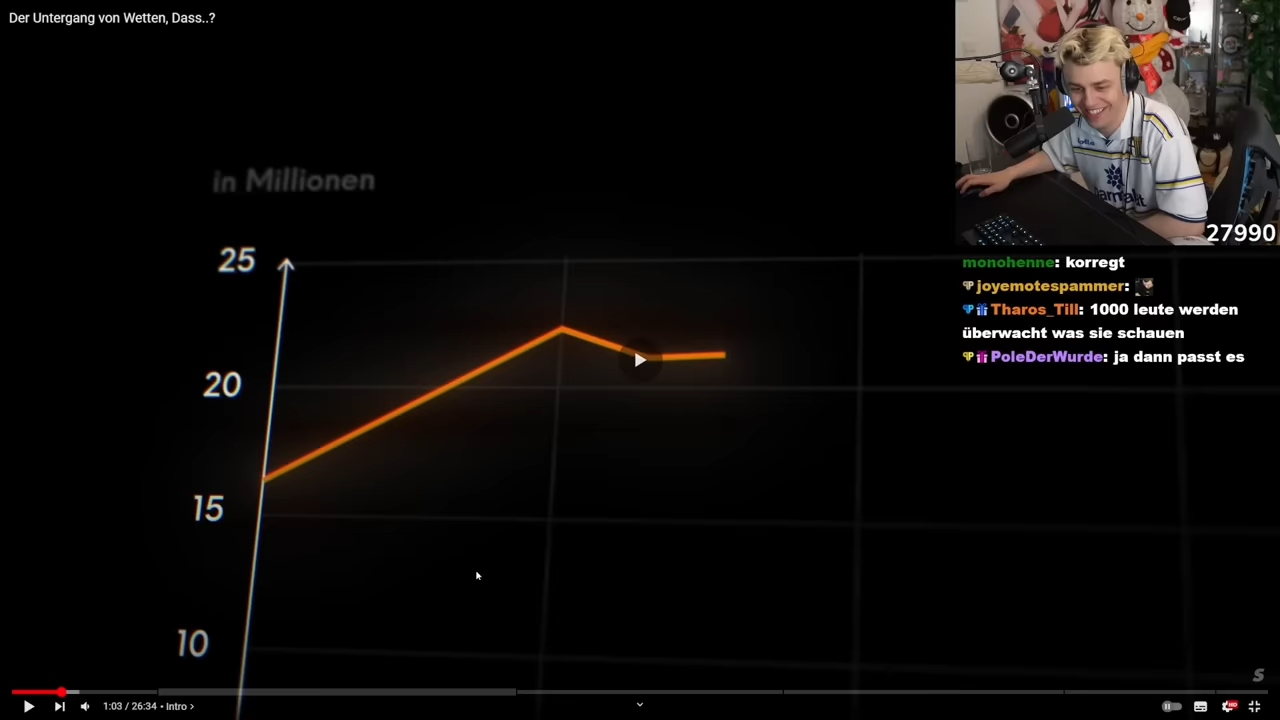 Der Untergang von Wetten, Dass..?
in Millionen
25
20
15
10
27990
monohenne: korregt
joyemotespammer:
Tharos_Till: 1000 leute werden
überwacht was sie schauen
PoleDerWurde: ja dann passt es
S
1:03 / 26:34 • Intro ›
HD